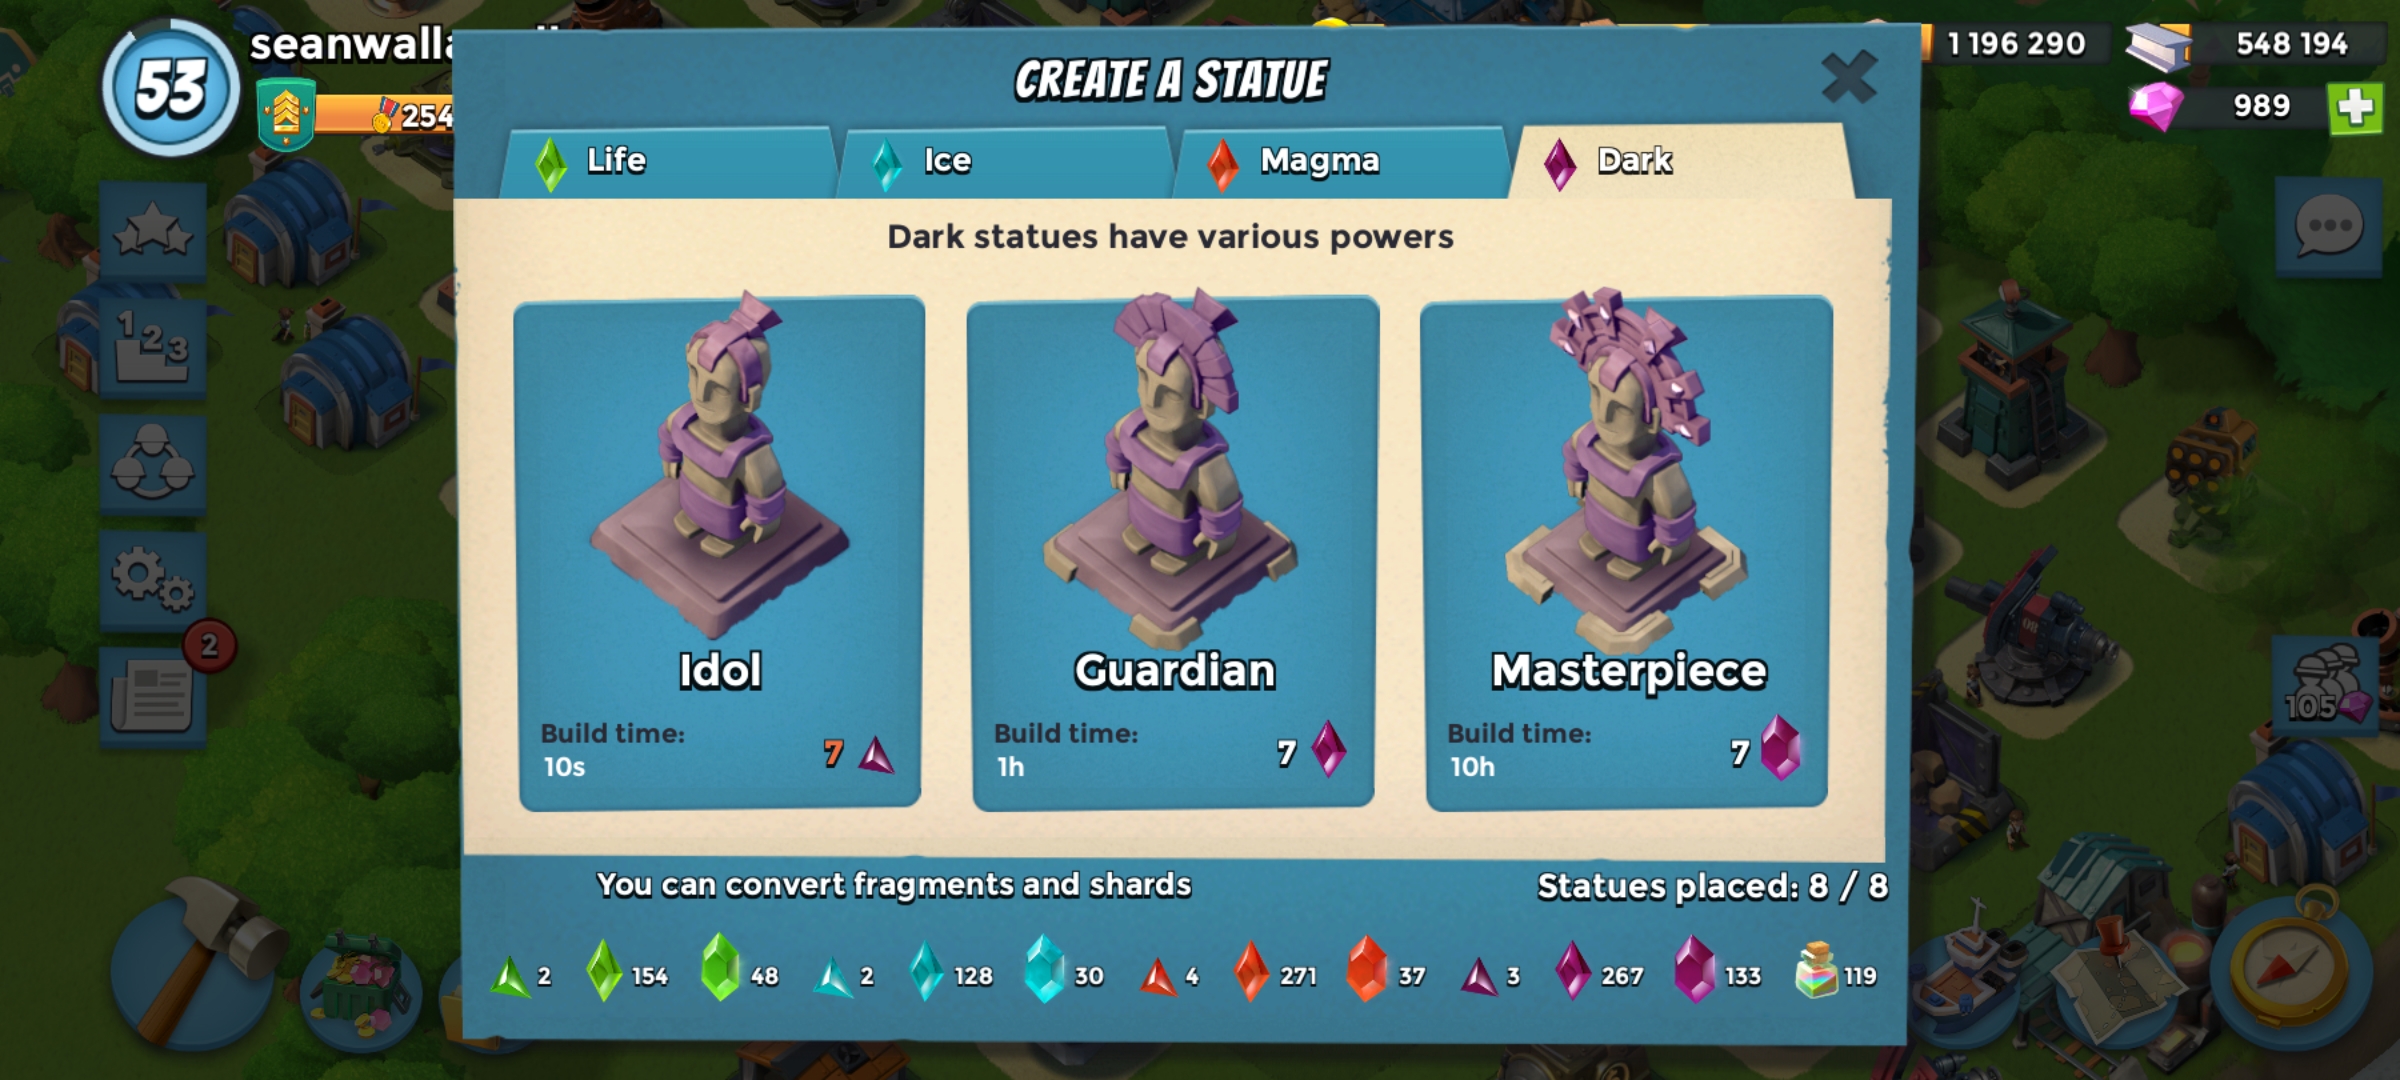 53
254
CREATE A STATUE
1 196 290
548 194
989
Life
Ice
Magma
Dark
Dark statues have various powers
1 2 3
2
Idol
Build time:
10s
7
Guardian
Build time:
1h
7
Masterpiece
Build time:
10h
7
105
You can convert fragments and shards
Statues placed: 8 / 8
2
154
48
2
128
30
4
271
37
3
267
133
119